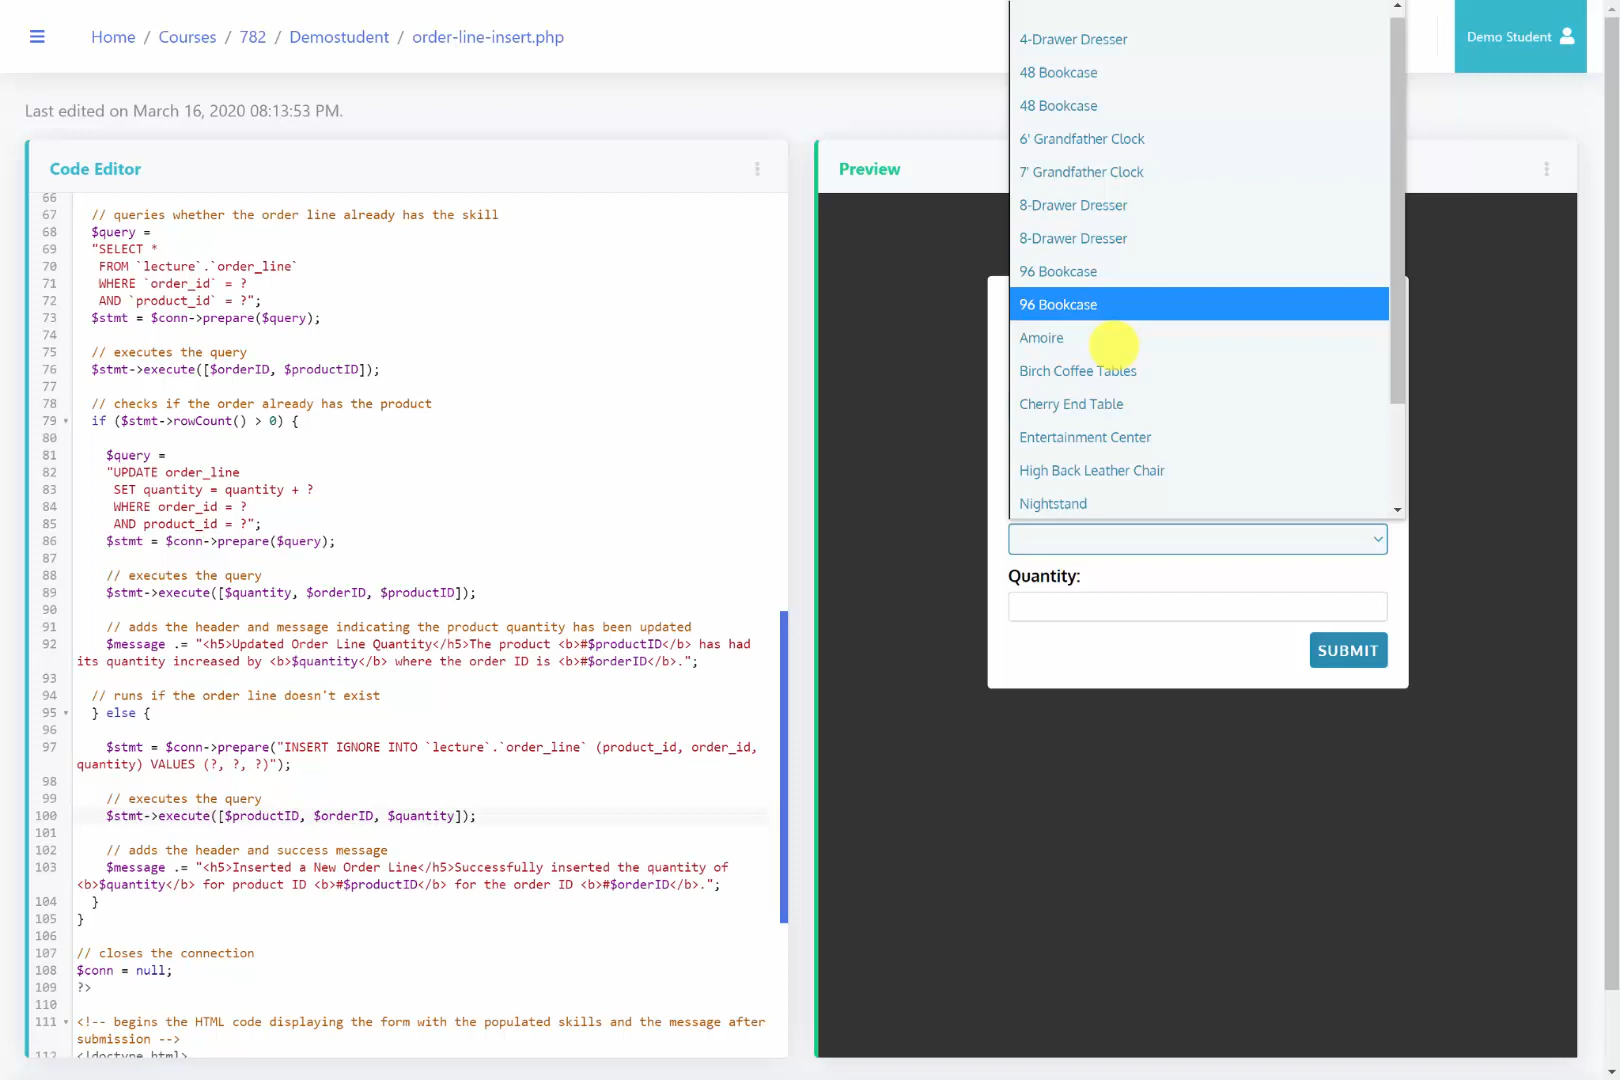 Home / Courses / 782 / Demostudent / order-line-insert.php
Demo Student
Last edited on March 16, 2020 08:13:53 PM.
Code Editor
66
67 // queries whether the order line already has the skill
68 $query =
69 "SELECT *
70 FROM `lecture`.`order_line`
71 WHERE `order_id` = ?
72 AND `product_id` = ?";
73 $stmt = $conn->prepare($query);
74
75 // executes the query
76 $stmt->execute([$orderID, $productID]);
77
78 // checks if the order already has the product
79 if ($stmt->rowCount() > 0) {
80
81 $query =
82 "UPDATE order_line
83 SET quantity = quantity + ?
84 WHERE order_id = ?
85 AND product_id = ?";
86 $stmt = $conn->prepare($query);
87
88 // executes the query
89 $stmt->execute([$quantity, $orderID, $productID]);
90
91 // adds the header and message indicating the product quantity has been updated
92 $message .= "<h5>Updated Order Line Quantity</h5>The product <b>#$productID</b> has had
its quantity increased by <b>$quantity</b> where the order ID is <b>#$orderID</b>.";
93
94 // runs if the order line doesn't exist
95 } else {
96
97 $stmt = $conn->prepare("INSERT IGNORE INTO `lecture`.`order_line` (product_id, order_id,
quantity) VALUES (?, ?, ?)");
98
99 // executes the query
100 $stmt->execute([$productID, $orderID, $quantity]);
101
102 // adds the header and success message
103 $message .= "<h5>Inserted a New Order Line</h5>Successfully inserted the quantity of
<b>$quantity</b> for product ID <b>#$productID</b> for the order ID <b>#$orderID</b>.";
104 }
105 }
106
107 // closes the connection
108 $conn = null;
109 ?>
110
111 <!-- begins the HTML code displaying the form with the populated skills and the message after
submission -->
112 <!doctype html>
Preview
4-Drawer Dresser
48 Bookcase
48 Bookcase
6' Grandfather Clock
7' Grandfather Clock
8-Drawer Dresser
8-Drawer Dresser
96 Bookcase
96 Bookcase
Amoire
Birch Coffee Tables
Cherry End Table
Entertainment Center
High Back Leather Chair
Nightstand
Quantity:
SUBMIT